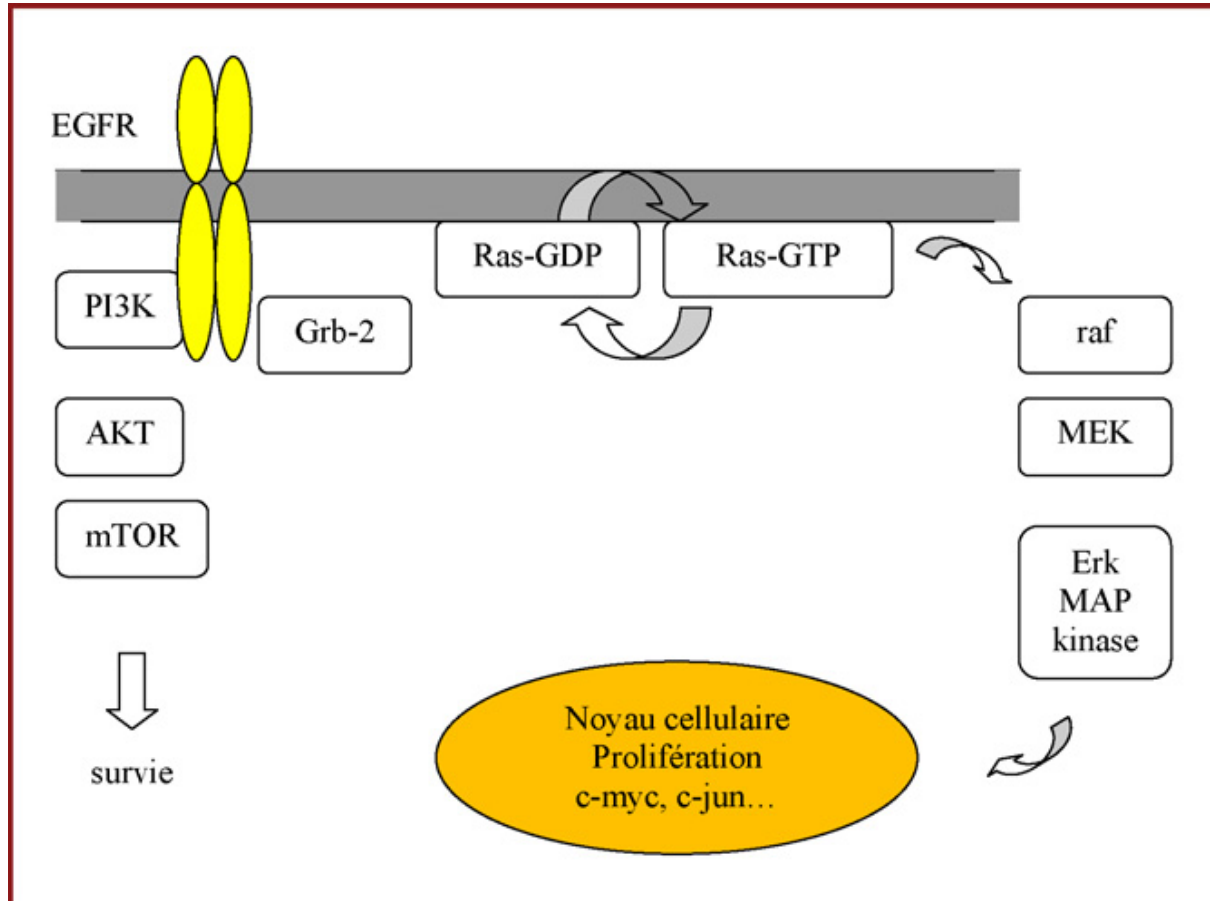 EGFR
Ras-GDP
Ras-GTP
PI3K
Grb-2
raf
AKT
MEK
mTOR
Erk
MAP
kinase
Noyau cellulaire
Prolifération
c-myc, c-jun…
survie